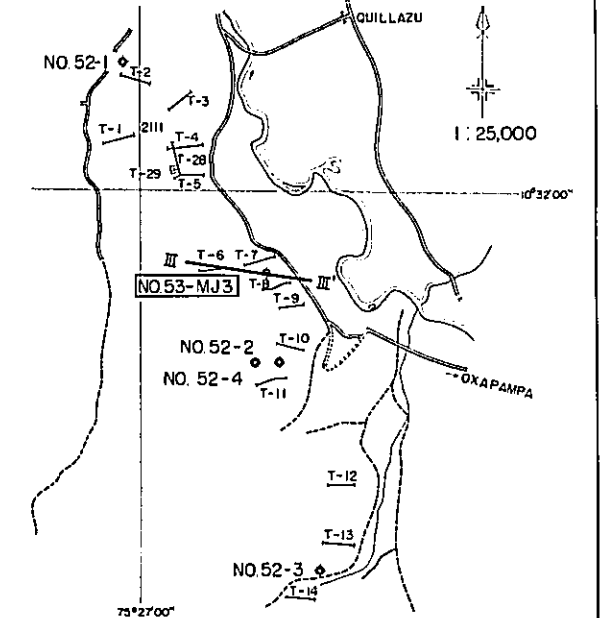 QUILLAZU
NO. 52-1
T-2
T-3
1 : 25,000
T-1
2111
T-4
T-28
T-29
T-5
10°32'00"
III
T-6
T-7
III'
NO.53-MJ3
T-8
T-9
T-10
NO. 52-2
NO. 52-4
T-11
OXAPAMPA
T-12
T-13
NO. 52-3
T-14
75°27'00"